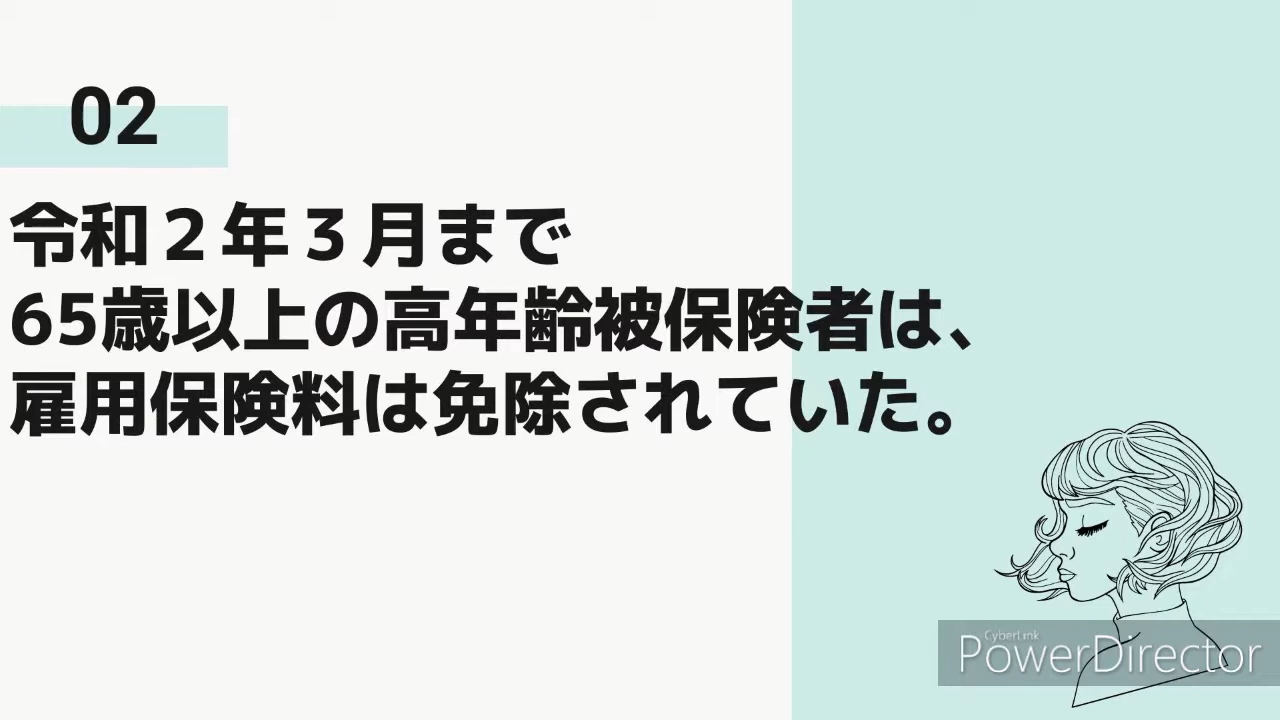 02
令和２年３月まで
65歳以上の高年齢被保険者は、
雇用保険料は免除されていた。
CyberLink
PowerDirector